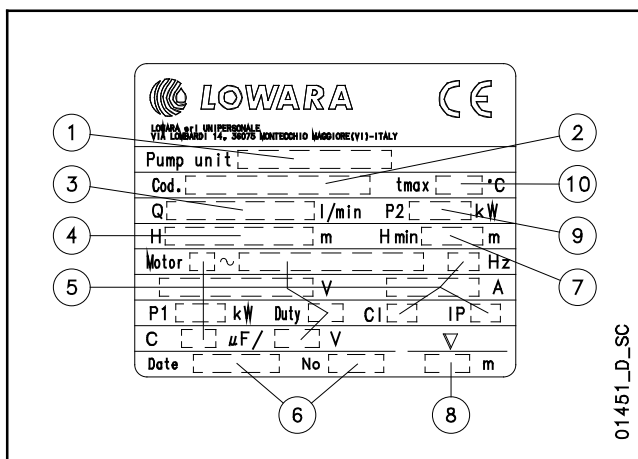 LOWARA CE
LOWARA srl UNIPERSONALE
VIA LOMBARDI 14, 36075 MONTECCHIO MAGGIORE(VI)-ITALY
1 2
Pump unit
Cod. tmax °C 10
3 Q l/min P2 kW
4 H m H min m 9
Motor ~ Hz
5 V A 7
P1 kW Duty Cl IP
C µF/ V ▽
Date No m
6 8
01451_D_SC